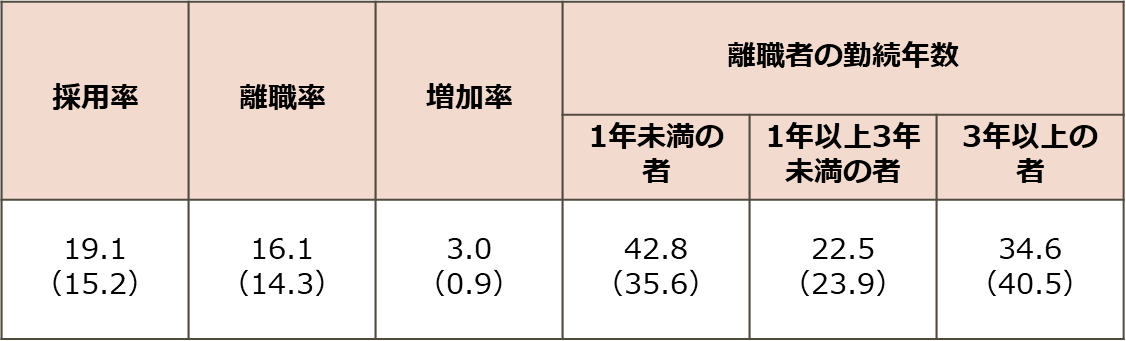 採用率
離職率
増加率
離職者の勤続年数
1年未満の
者
1年以上3年
未満の者
3年以上の
者
19.1
（15.2）
16.1
（14.3）
3.0
（0.9）
42.8
（35.6）
22.5
（23.9）
34.6
（40.5）